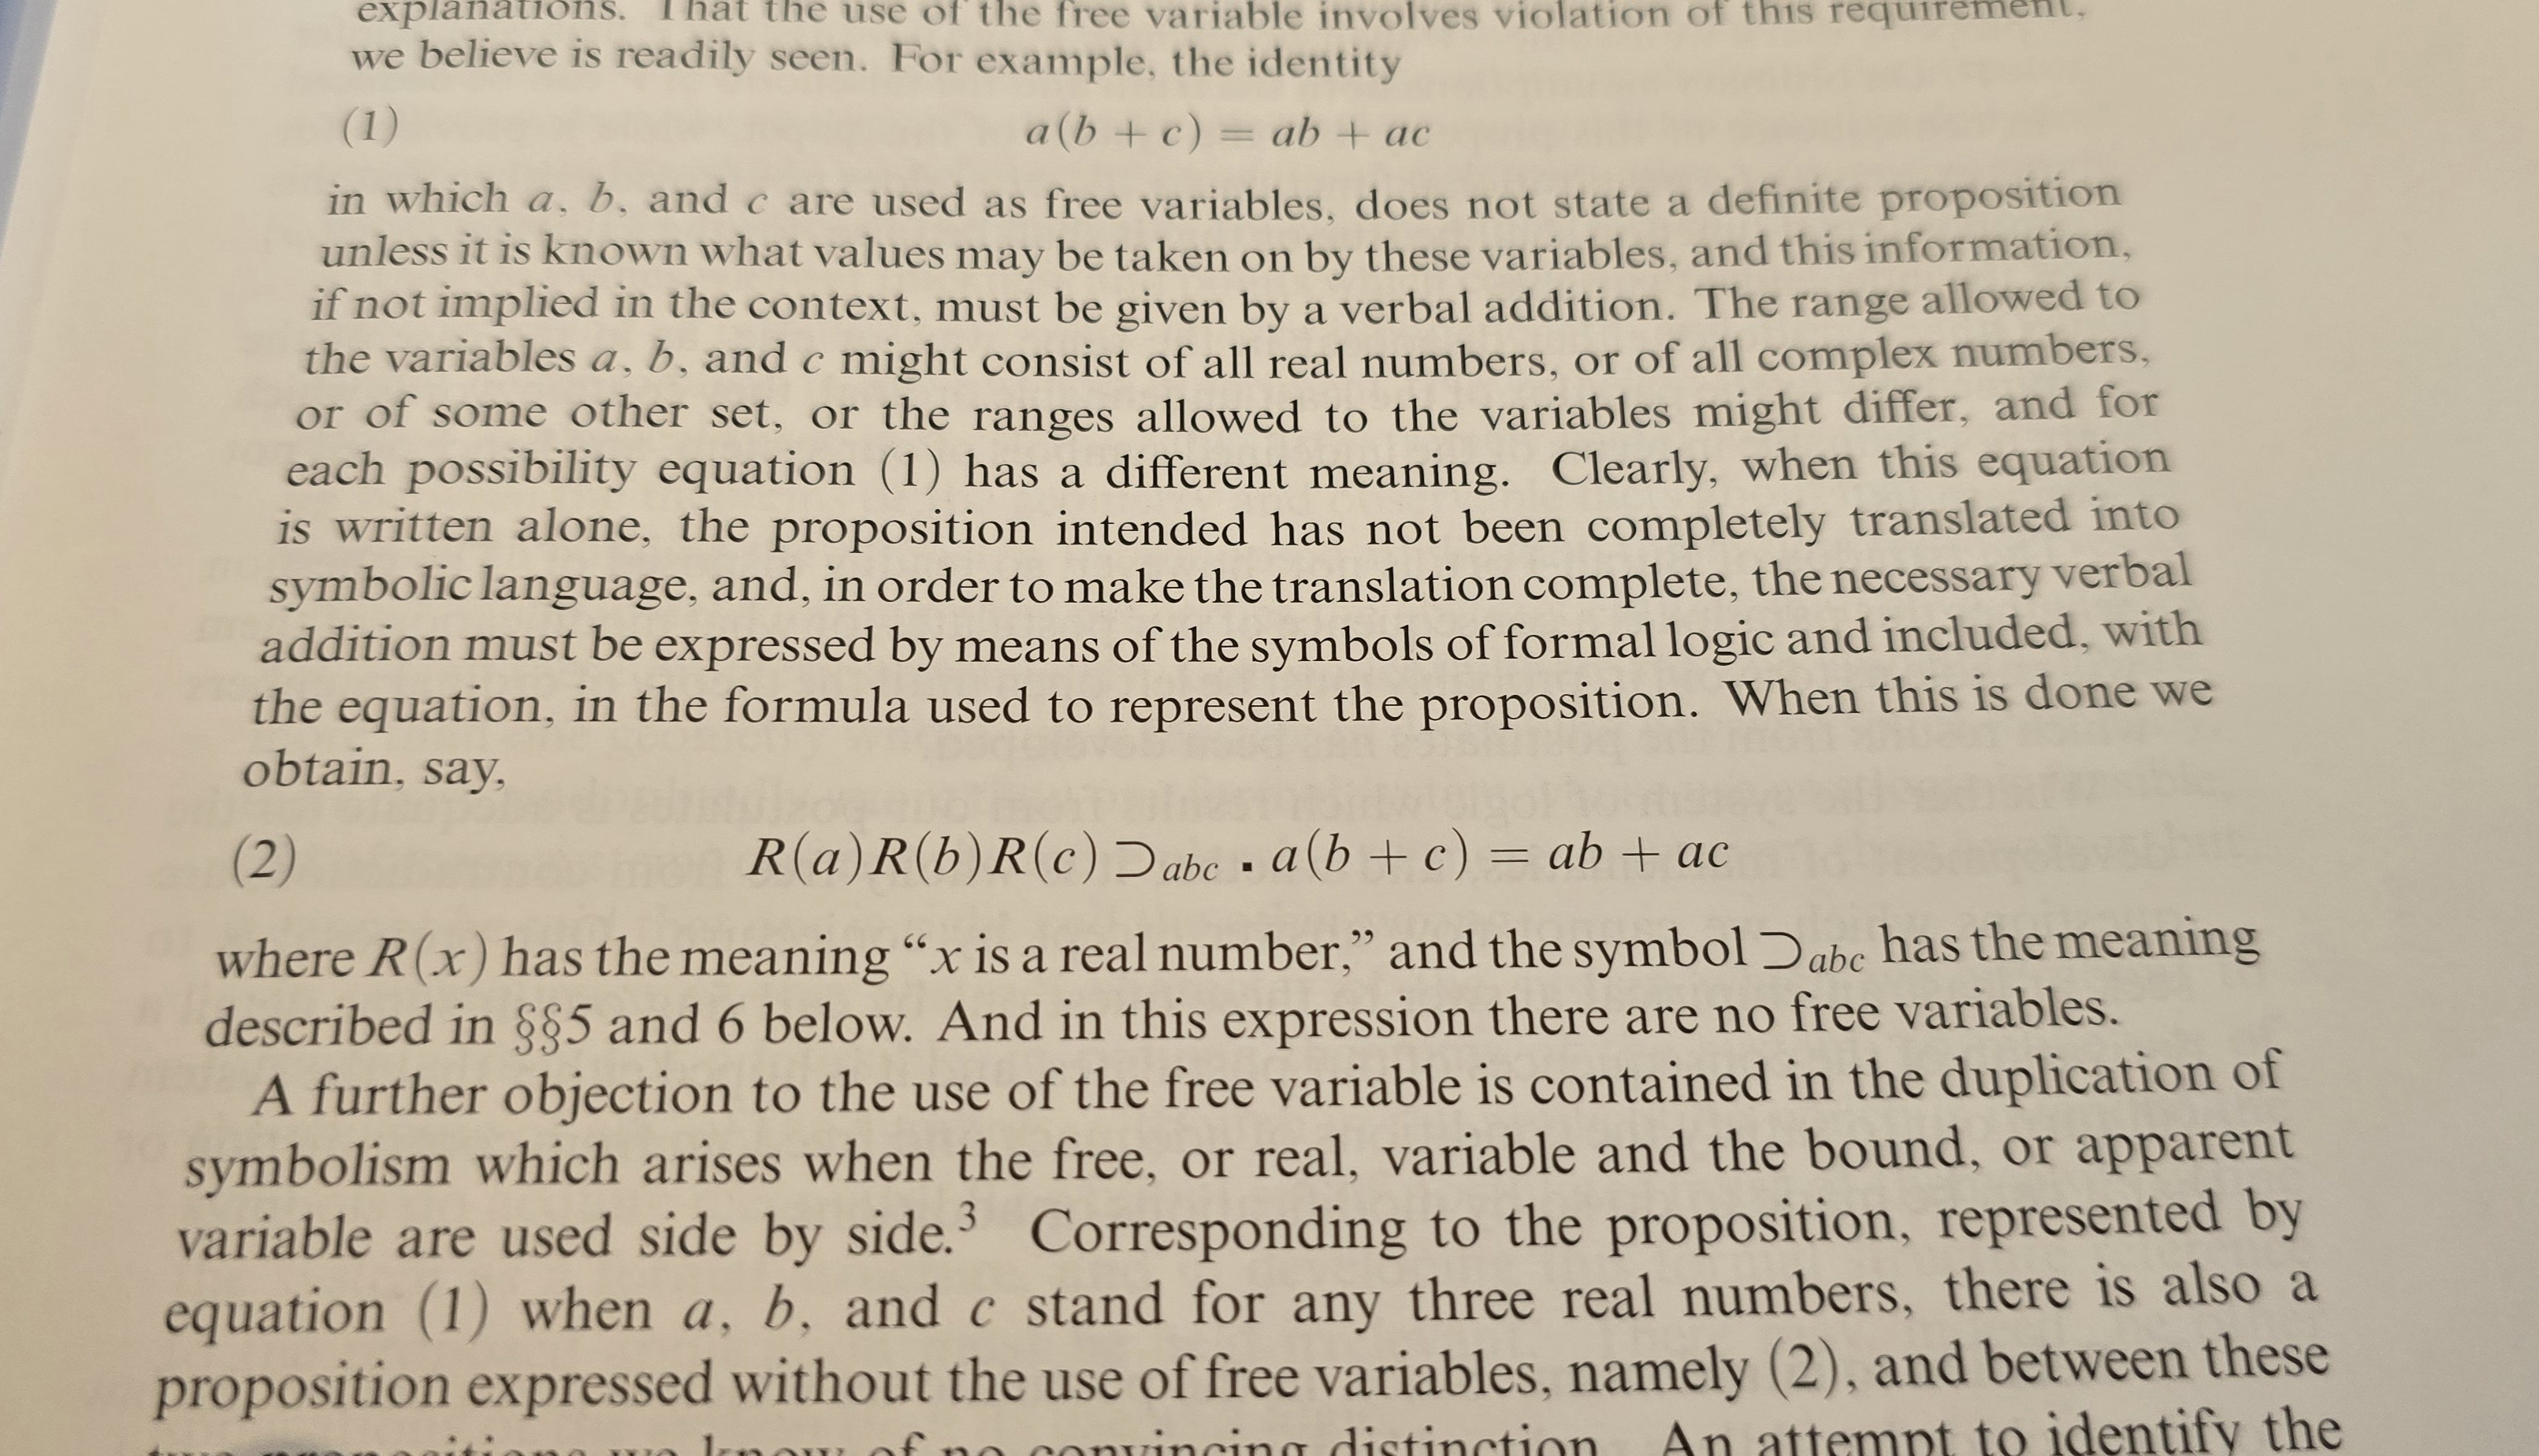 explanations. That the use of the free variable involves violation of this requirement,
we believe is readily seen. For example, the identity
(1) a(b + c) = ab + ac
in which a, b, and c are used as free variables, does not state a definite proposition
unless it is known what values may be taken on by these variables, and this information,
if not implied in the context, must be given by a verbal addition. The range allowed to
the variables a, b, and c might consist of all real numbers, or of all complex numbers,
or of some other set, or the ranges allowed to the variables might differ, and for
each possibility equation (1) has a different meaning. Clearly, when this equation
is written alone, the proposition intended has not been completely translated into
symbolic language, and, in order to make the translation complete, the necessary verbal
addition must be expressed by means of the symbols of formal logic and included, with
the equation, in the formula used to represent the proposition. When this is done we
obtain, say,
(2) R(a)R(b)R(c) ⊃abc . a(b + c) = ab + ac
where R(x) has the meaning “x is a real number,” and the symbol ⊃abc has the meaning
described in §§5 and 6 below. And in this expression there are no free variables.
A further objection to the use of the free variable is contained in the duplication of
symbolism which arises when the free, or real, variable and the bound, or apparent
variable are used side by side.³ Corresponding to the proposition, represented by
equation (1) when a, b, and c stand for any three real numbers, there is also a
proposition expressed without the use of free variables, namely (2), and between these
two propositions we know of no convincing distinction. An attempt to identify the